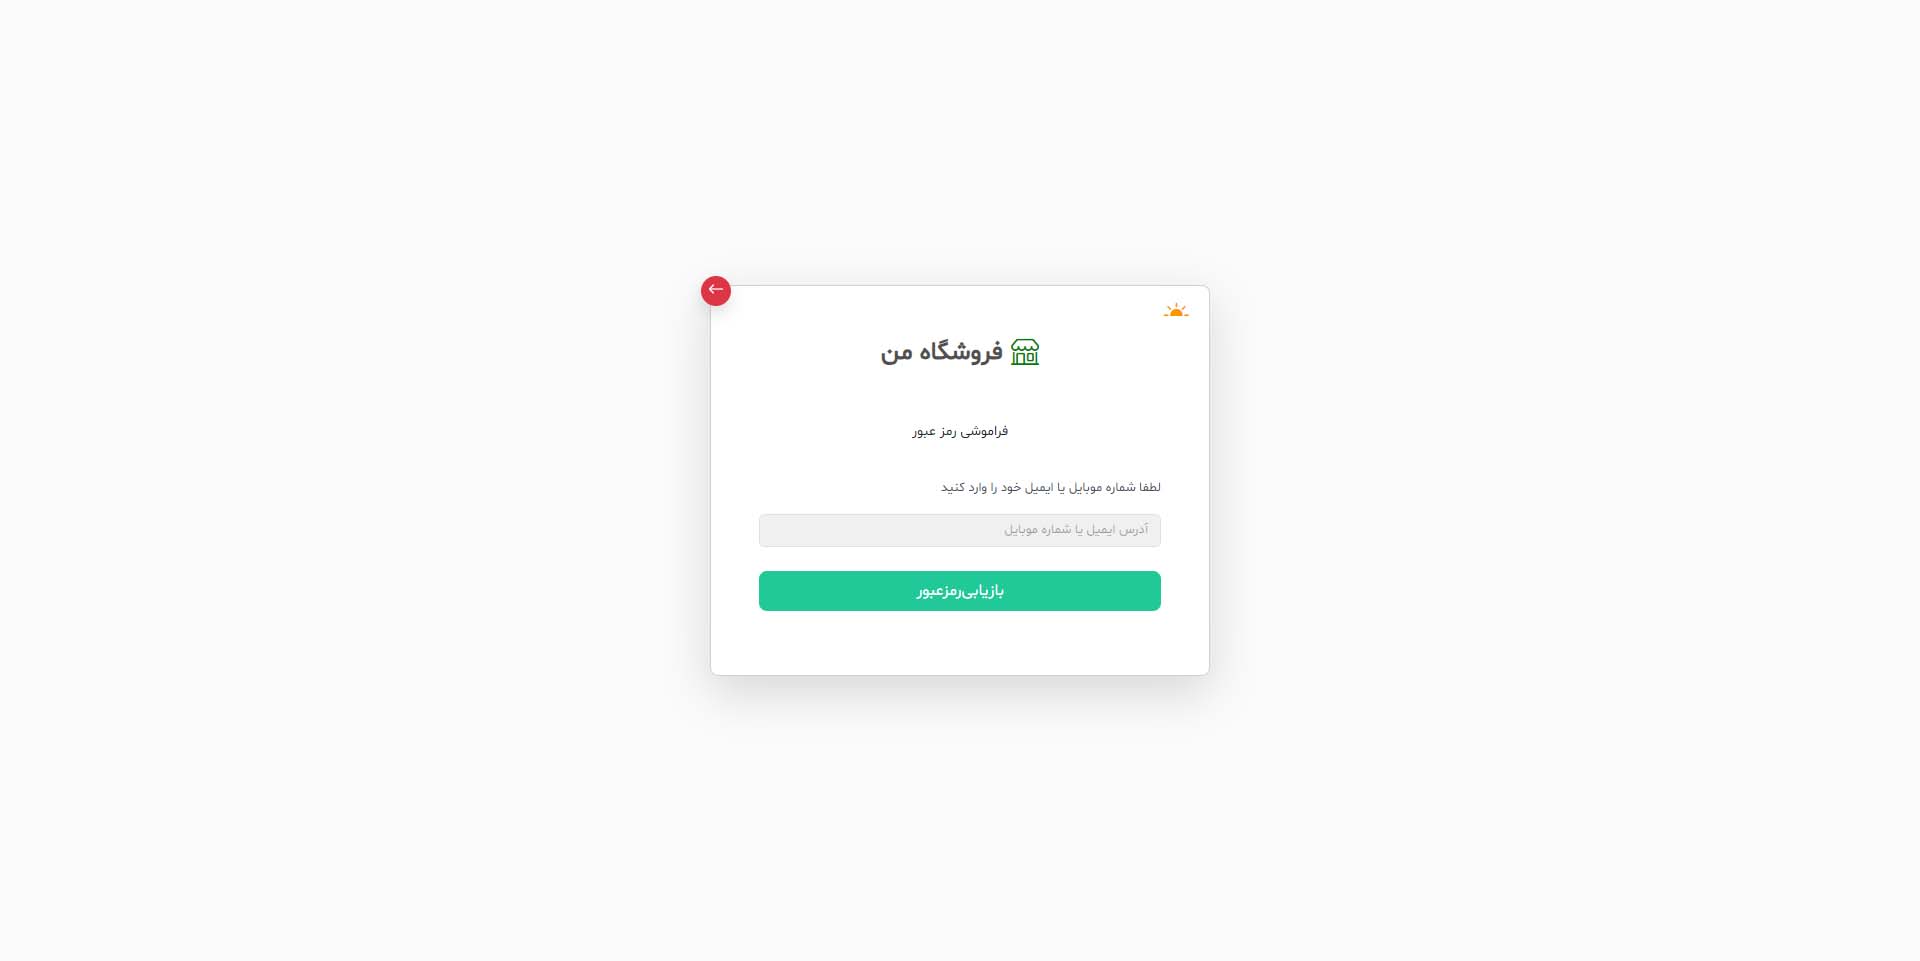 فروشگاه من
فراموشی رمز عبور
لطفا شماره موبایل یا ایمیل خود را وارد کنید
آدرس ایمیل یا شماره موبایل
بازیابی‌رمزعبور